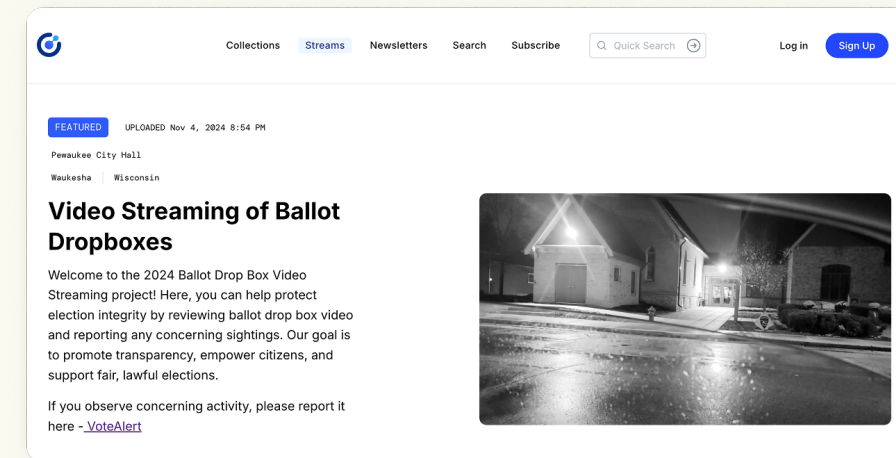 Collections Streams Newsletters Search Subscribe Quick Search Log in Sign Up
FEATURED UPLOADED Nov 4, 2024 8:54 PM
Pewaukee City Hall
Waukesha Wisconsin
Video Streaming of Ballot
Dropboxes
Welcome to the 2024 Ballot Drop Box Video
Streaming project! Here, you can help protect
election integrity by reviewing ballot drop box video
and reporting any concerning sightings. Our goal is
to promote transparency, empower citizens, and
support fair, lawful elections.
If you observe concerning activity, please report it
here - VoteAlert